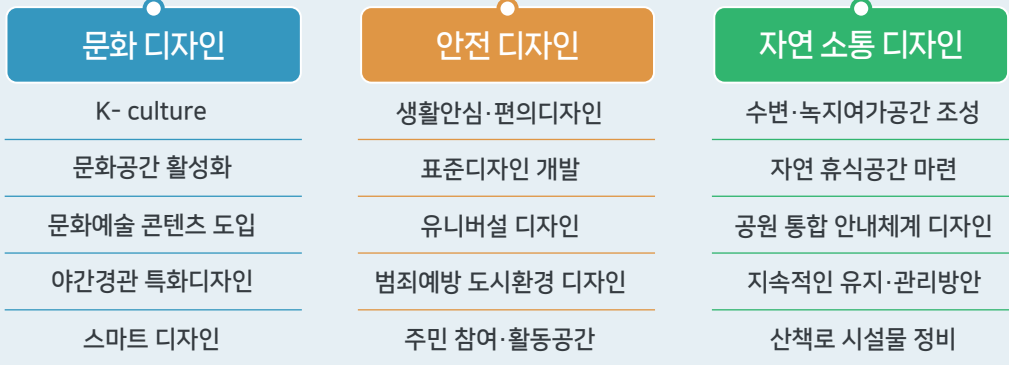 문화 디자인
K- culture
문화공간 활성화
문화예술 콘텐츠 도입
야간경관 특화디자인
스마트 디자인
안전 디자인
생활안심·편의디자인
표준디자인 개발
유니버설 디자인
범죄예방 도시환경 디자인
주민 참여·활동공간
자연 소통 디자인
수변·녹지여가공간 조성
자연 휴식공간 마련
공원 통합 안내체계 디자인
지속적인 유지·관리방안
산책로 시설물 정비